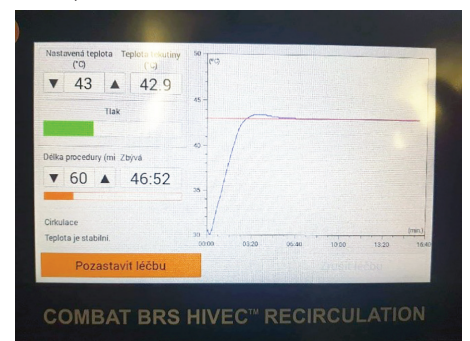 Nastavená teplota Teplota tekutiny
(°C) (°C)
▼ 43 ▲ 42.9
Tlak
Délka procedury (mi Zbývá
▼ 60 ▲ 46:52
Cirkulace
Teplota je stabilní.
Pozastavit léčbu
50
(°C)
45
40
35
30
00:00 03:20 06:40 10:00 13:20 16:40
(min.)
COMBAT BRS HIVEC™ RECIRCULATION